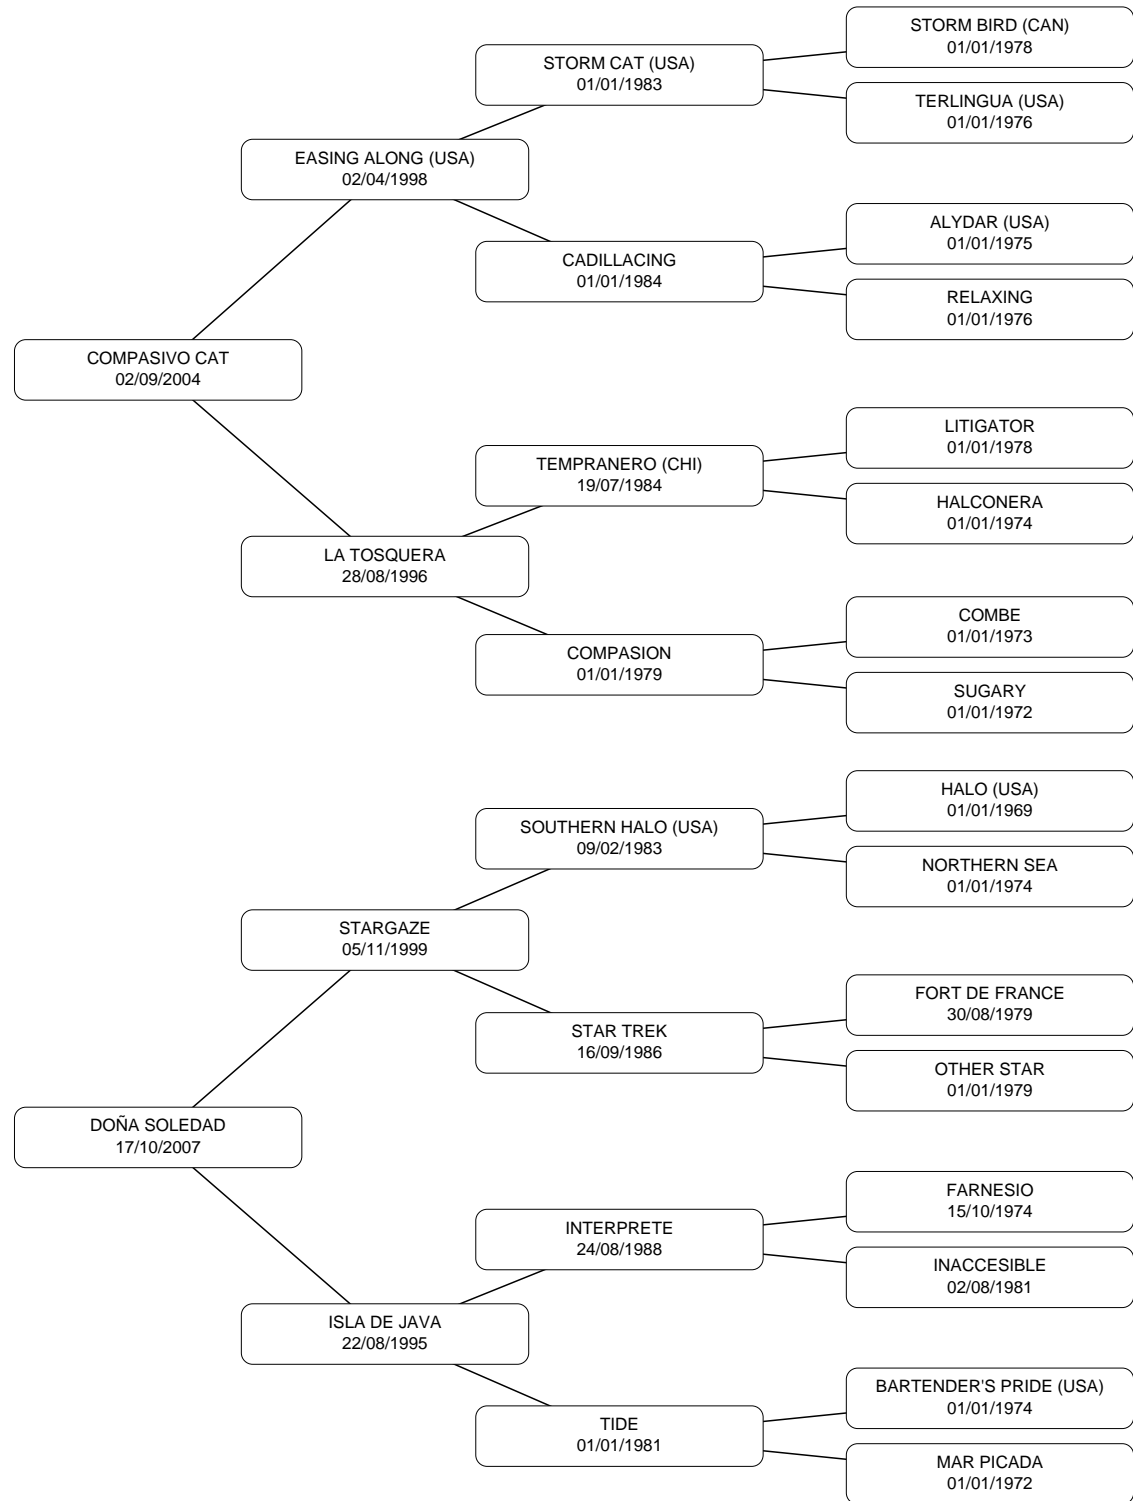 STORM BIRD (CAN)
01/01/1978
STORM CAT (USA)
01/01/1983
TERLINGUA (USA)
01/01/1976
EASING ALONG (USA)
02/04/1998
ALYDAR (USA)
01/01/1975
CADILLACING
01/01/1984
RELAXING
01/01/1976
COMPASIVO CAT
02/09/2004
LITIGATOR
01/01/1978
TEMPRANERO (CHI)
19/07/1984
HALCONERA
01/01/1974
LA TOSQUERA
28/08/1996
COMBE
01/01/1973
COMPASION
01/01/1979
SUGARY
01/01/1972
HALO (USA)
01/01/1969
SOUTHERN HALO (USA)
09/02/1983
NORTHERN SEA
01/01/1974
STARGAZE
05/11/1999
FORT DE FRANCE
30/08/1979
STAR TREK
16/09/1986
OTHER STAR
01/01/1979
DOÑA SOLEDAD
17/10/2007
FARNESIO
15/10/1974
INTERPRETE
24/08/1988
INACCESIBLE
02/08/1981
ISLA DE JAVA
22/08/1995
BARTENDER'S PRIDE (USA)
01/01/1974
TIDE
01/01/1981
MAR PICADA
01/01/1972